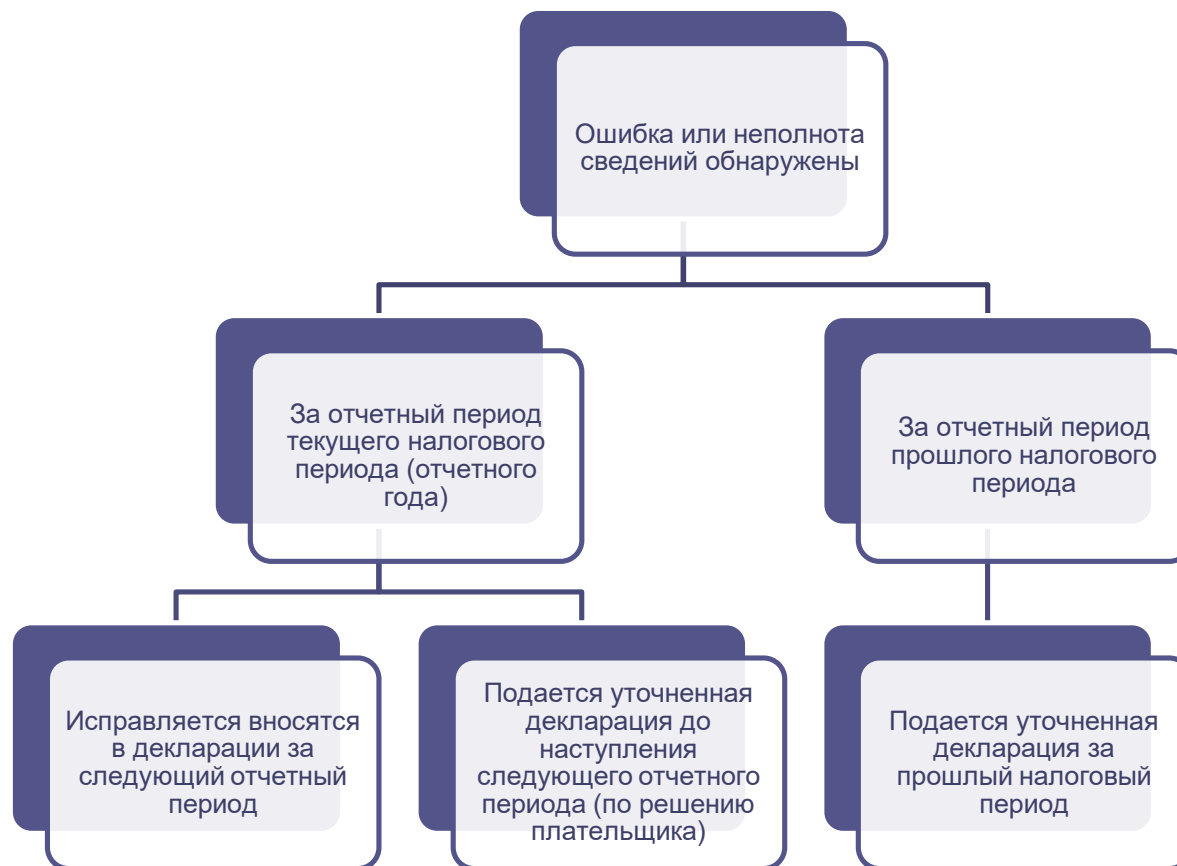 Ошибка или неполнота
сведений обнаружены
За отчетный период
текущего налогового
периода (отчетного
года)
За отчетный период
прошлого налогового
периода
Исправляется вносятся
в декларации за
следующий отчетный
период
Подается уточненная
декларация до
наступления
следующего отчетного
периода (по решению
плательщика)
Подается уточненная
декларация за
прошлый налоговый
период